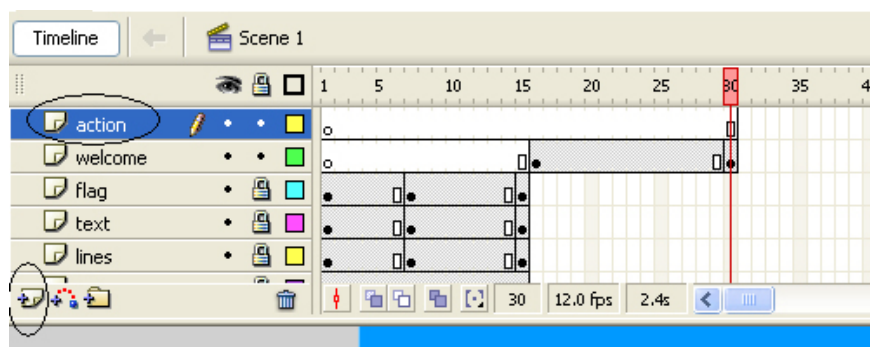 Timeline Scene 1
1 5 10 15 20 25 30 35 4
action
welcome
flag
text
lines
30 12.0 fps 2.4s